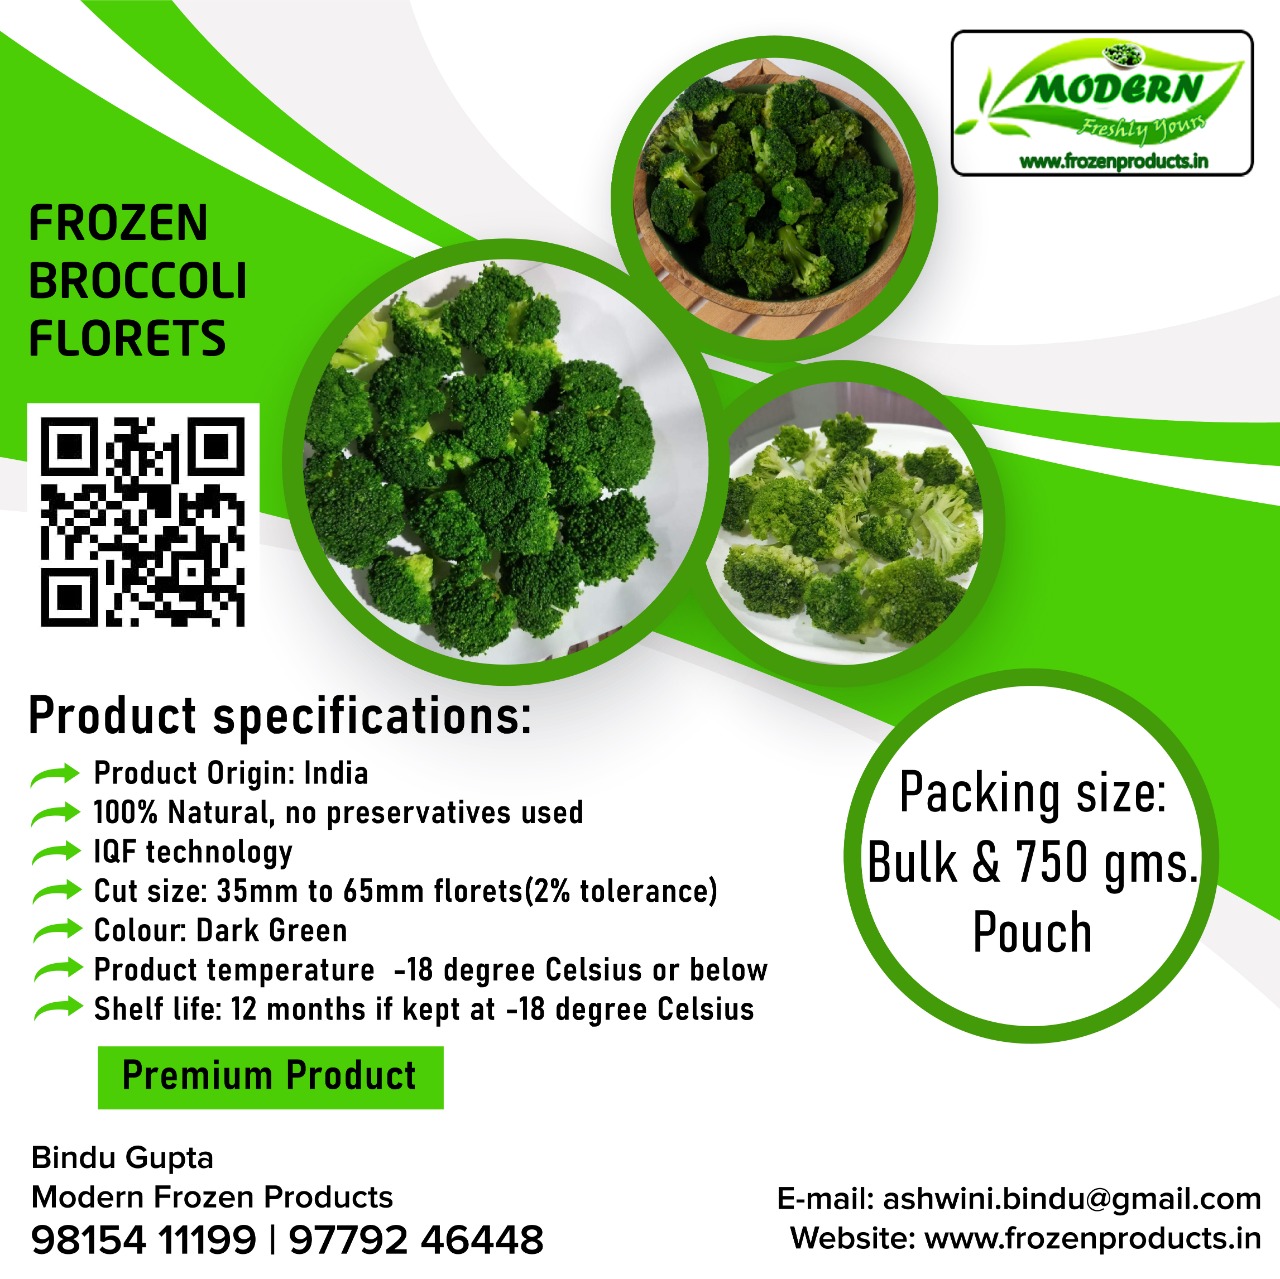 MODERN
Freshly Yours
www.frozenproducts.in
FROZEN
BROCCOLI
FLORETS
Product specifications:
Product Origin: India
100% Natural, no preservatives used
IQF technology
Cut size: 35mm to 65mm florets(2% tolerance)
Colour: Dark Green
Product temperature -18 degree Celsius or below
Shelf life: 12 months if kept at -18 degree Celsius
Premium Product
Packing size:
Bulk & 750 gms.
Pouch
Bindu Gupta
Modern Frozen Products
98154 11199 | 97792 46448
E-mail: ashwini.bindu@gmail.com
Website: www.frozenproducts.in